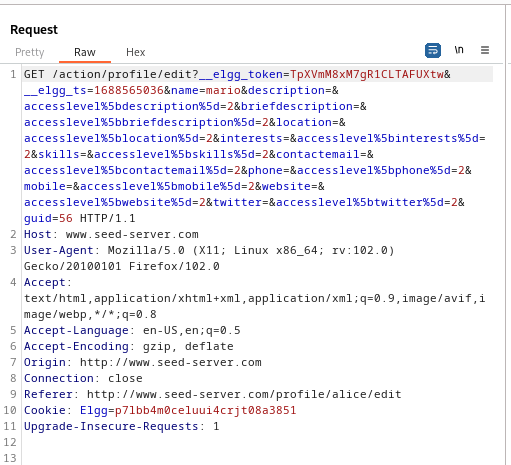 Request
Pretty Raw Hex \n
1 GET /action/profile/edit?__elgg_token=TpXVmM8xM7gR1CLTAFUXtw&
__elgg_ts=1688565036&name=mario&description=&
accesslevel%5bdescription%5d=2&briefdescription=&
accesslevel%5bbriefdescription%5d=2&location=&
accesslevel%5blocation%5d=2&interests=&accesslevel%5binterests%5d=
2&skills=&accesslevel%5bskills%5d=2&contactemail=&
accesslevel%5bcontactemail%5d=2&phone=&accesslevel%5bphone%5d=2&
mobile=&accesslevel%5bmobile%5d=2&website=&
accesslevel%5bwebsite%5d=2&twitter=&accesslevel%5btwitter%5d=2&
guid=56 HTTP/1.1
2 Host: www.seed-server.com
3 User-Agent: Mozilla/5.0 (X11; Linux x86_64; rv:102.0)
Gecko/20100101 Firefox/102.0
4 Accept:
text/html,application/xhtml+xml,application/xml;q=0.9,image/avif,i
mage/webp,*/*;q=0.8
5 Accept-Language: en-US,en;q=0.5
6 Accept-Encoding: gzip, deflate
7 Origin: http://www.seed-server.com
8 Connection: close
9 Referer: http://www.seed-server.com/profile/alice/edit
10 Cookie: Elgg=p71bb4m0celuui4crjt08a3851
11 Upgrade-Insecure-Requests: 1
12
13